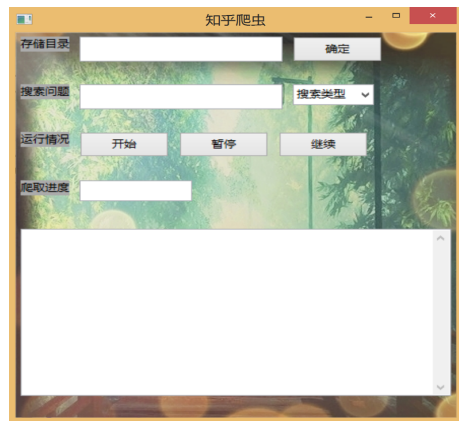 知乎爬虫
存储目录 确定
搜索问题 搜索类型
运行情况 开始 暂停 继续
爬取进度